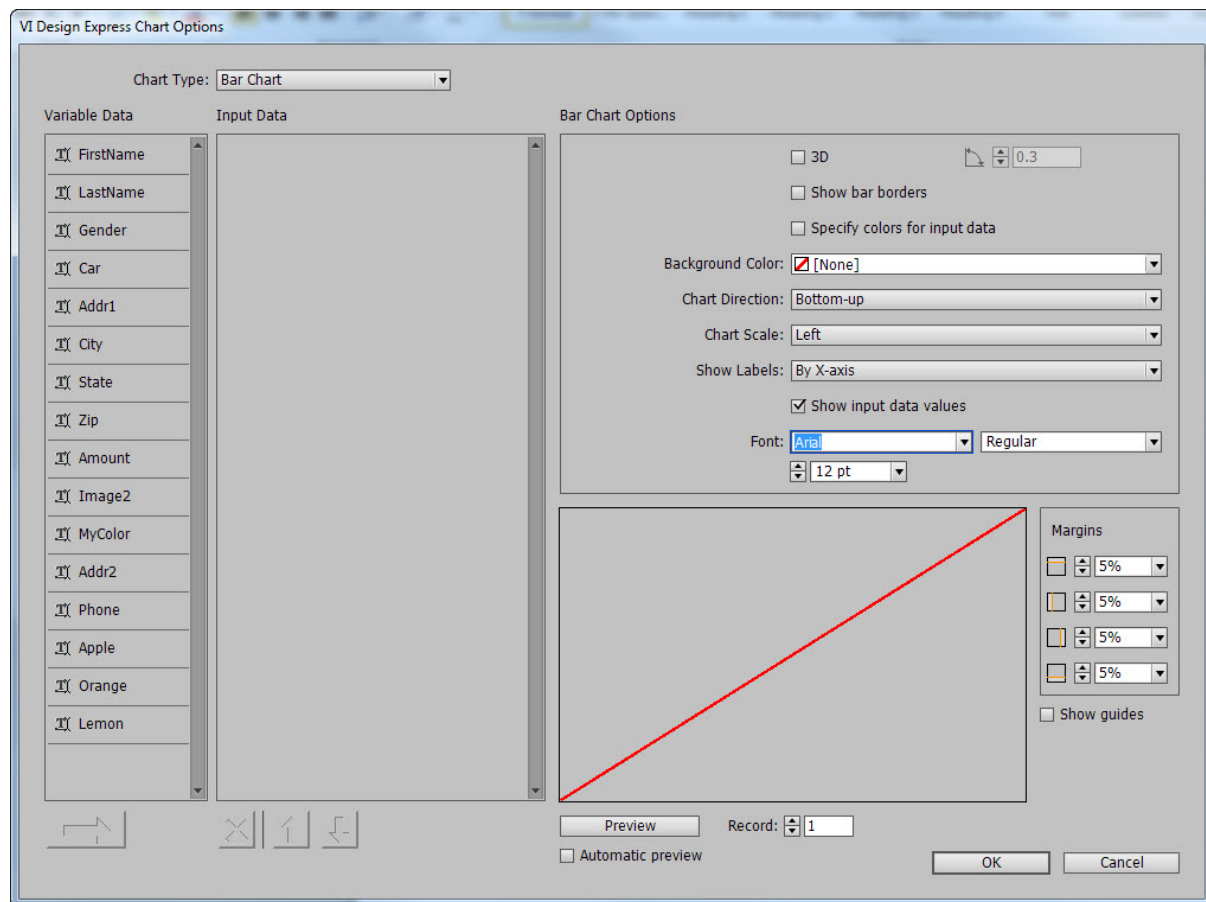 VI Design Express Chart Options
Chart Type: Bar Chart
Variable Data
Input Data
Bar Chart Options
FirstName
LastName
Gender
Car
Addr1
City
State
Zip
Amount
Image2
MyColor
Addr2
Phone
Apple
Orange
Lemon
3D
0.3
Show bar borders
Specify colors for input data
Background Color: [None]
Chart Direction: Bottom-up
Chart Scale: Left
Show Labels: By X-axis
Show input data values
Font: Arial Regular
12 pt
Margins
5%
5%
5%
5%
Show guides
Preview Record: 1
Automatic preview
OK Cancel